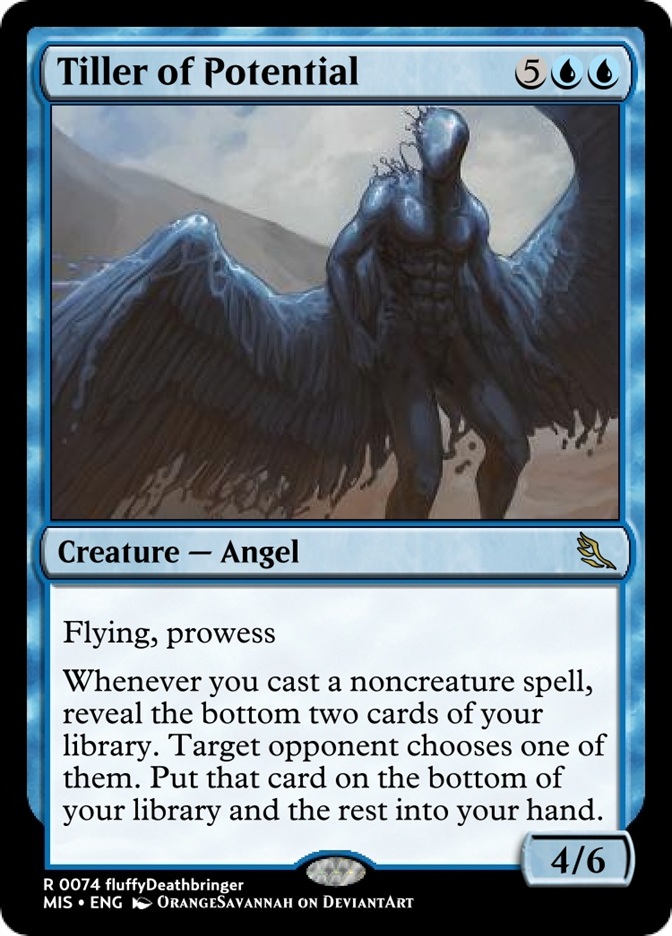 Tiller of Potential 5
Creature — Angel
Flying, prowess
Whenever you cast a noncreature spell,
reveal the bottom two cards of your
library. Target opponent chooses one of
them. Put that card on the bottom of
your library and the rest into your hand.
4/6
R 0074 fluffyDeathbringer
MIS • ENG OrangeSavannah on DeviantArt